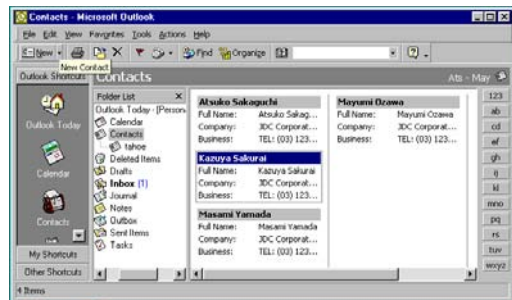 Contacts - Microsoft Outlook
File Edit View Favorites Tools Actions Help
New Find Organize
New Contact
Outlook Shortcuts
Contacts
Ats - May
Outlook Today
Calendar
Contacts
My Shortcuts
Other Shortcuts
Folder List X
Outlook Today - [Person
Calendar
Contacts
tahoe
Deleted Items
Drafts
Inbox (1)
Journal
Notes
Outbox
Sent Items
Tasks
Atsuko Sakaguchi
Full Name: Atsuko Sakag...
Company: JDC Corporat...
Business: TEL: (03) 123...
Kazuya Sakurai
Full Name: Kazuya Sakurai
Company: JDC Corporat...
Business: TEL: (03) 123...
Masami Yamada
Full Name: Masami Yamada
Company: JDC Corporat...
Business: TEL: (03) 123...
Mayumi Ozawa
Full Name: Mayumi Ozawa
Company: JDC Corporat...
Business: TEL: (03) 123...
123
ab
cd
ef
gh
ij
kl
mno
pq
rs
tuv
wxyz
4 Items